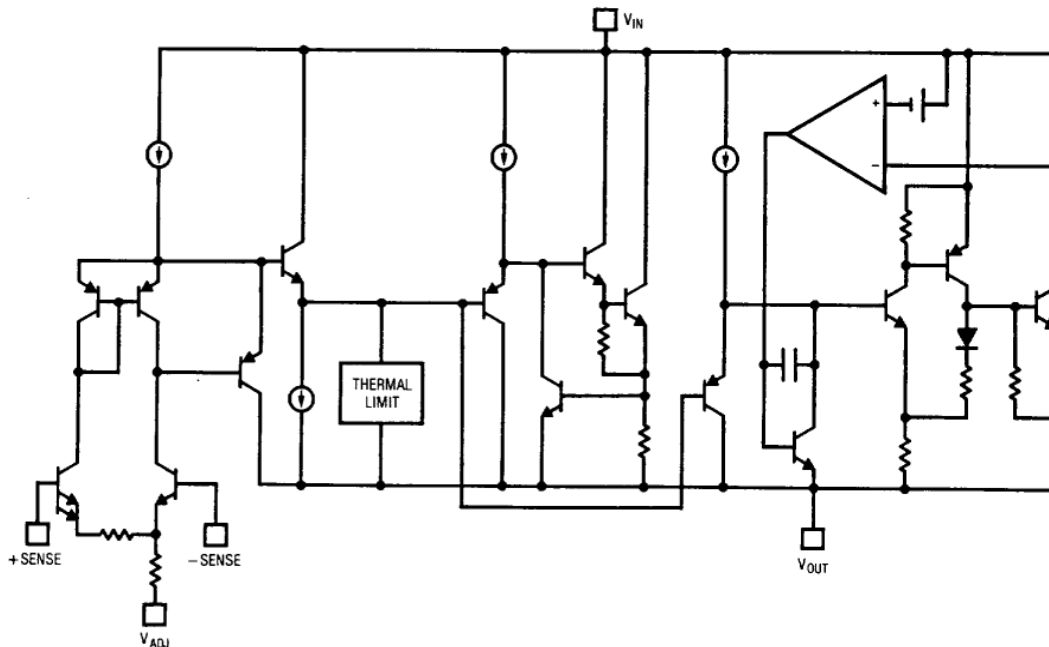 VIN
+
−
THERMAL
LIMIT
+SENSE
−SENSE
VOUT
VADJ